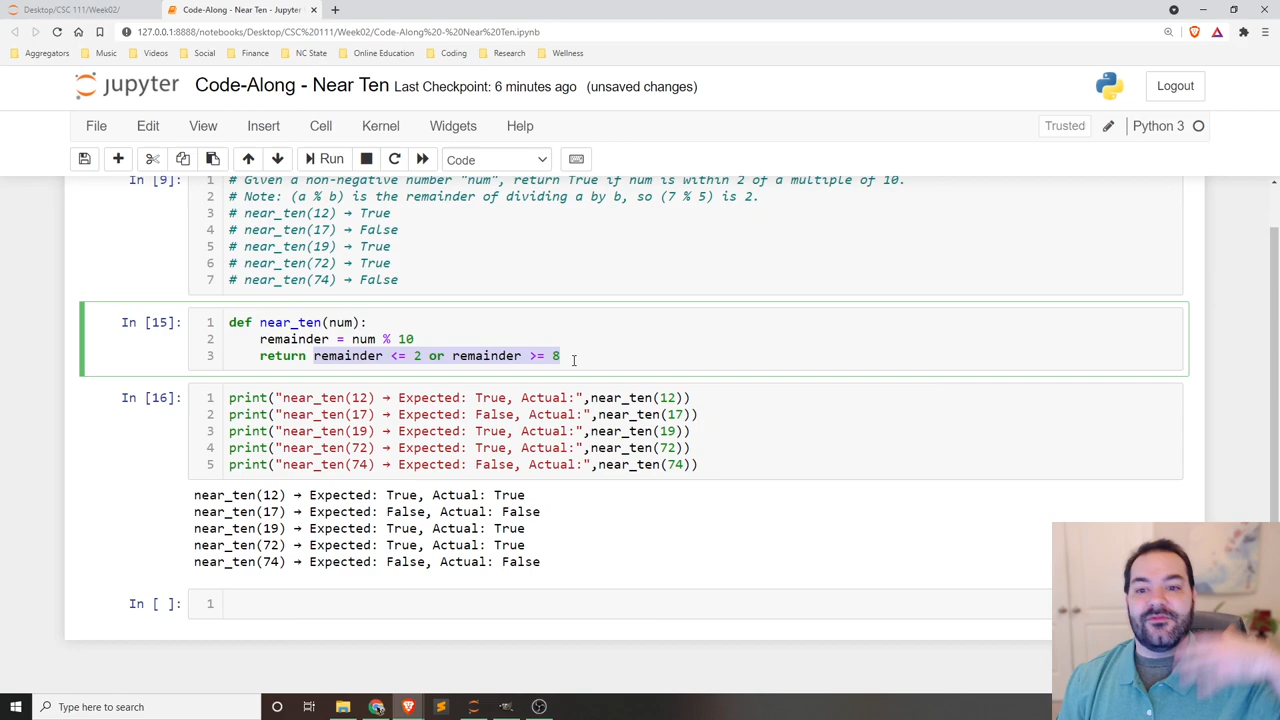 Desktop/CSC 111/Week02/
Code-Along - Near Ten - Jupyter
127.0.0.1:8888/notebooks/Desktop/CSC%20111/Week02/Code-Along%20-%20Near%20Ten.ipynb
Aggregators Music Videos Social Finance NC State Online Education Coding Research Wellness
jupyter Code-Along - Near Ten Last Checkpoint: 6 minutes ago (unsaved changes) Logout
File Edit View Insert Cell Kernel Widgets Help Trusted Python 3
Run Code
In [9]: 1 # Given a non-negative number "num", return True if num is within 2 of a multiple of 10.
2 # Note: (a % b) is the remainder of dividing a by b, so (7 % 5) is 2.
3 # near_ten(12) → True
4 # near_ten(17) → False
5 # near_ten(19) → True
6 # near_ten(72) → True
7 # near_ten(74) → False
In [15]: 1 def near_ten(num):
2 remainder = num % 10
3 return remainder <= 2 or remainder >= 8
In [16]: 1 print("near_ten(12) → Expected: True, Actual:",near_ten(12))
2 print("near_ten(17) → Expected: False, Actual:",near_ten(17))
3 print("near_ten(19) → Expected: True, Actual:",near_ten(19))
4 print("near_ten(72) → Expected: True, Actual:",near_ten(72))
5 print("near_ten(74) → Expected: False, Actual:",near_ten(74))
near_ten(12) → Expected: True, Actual: True
near_ten(17) → Expected: False, Actual: False
near_ten(19) → Expected: True, Actual: True
near_ten(72) → Expected: True, Actual: True
near_ten(74) → Expected: False, Actual: False
In [ ]: 1
Type here to search